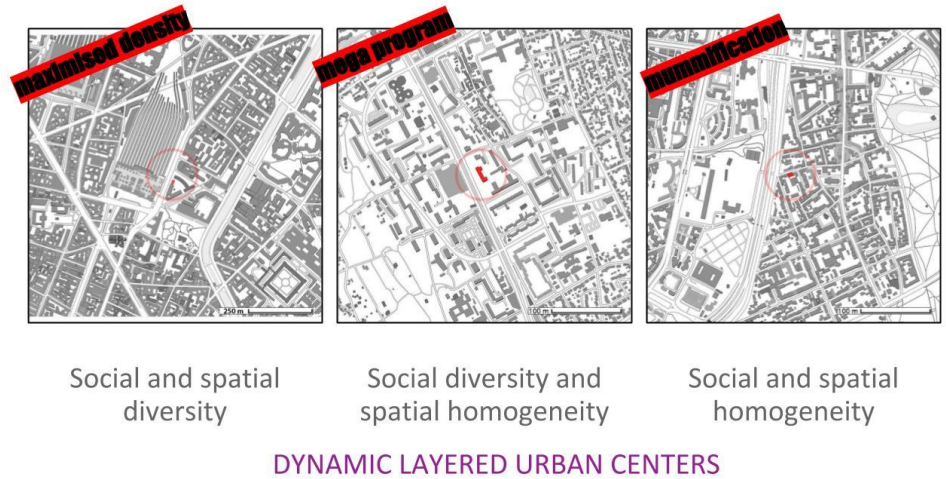 maximised density
mega program
mummification
250 m
100 m
100 m
Social and spatial
diversity
Social diversity and
spatial homogeneity
Social and spatial
homogeneity
DYNAMIC LAYERED URBAN CENTERS